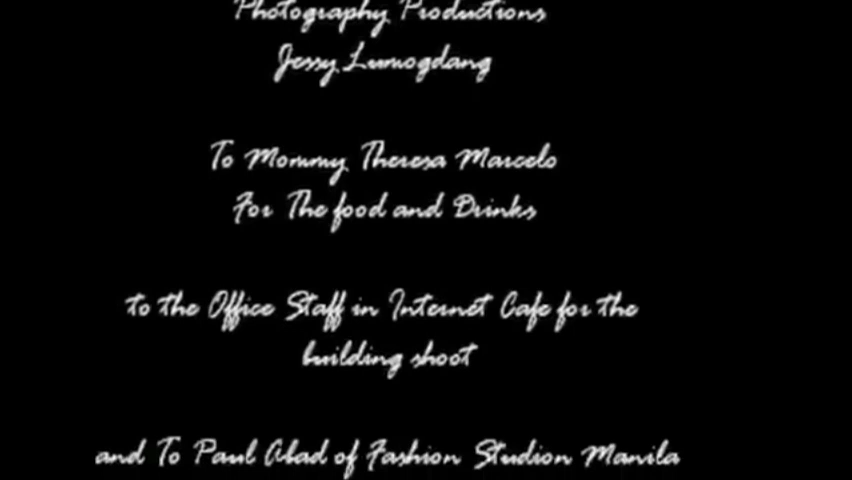 Photography Productions
Jessy Lumogdang
To Mommy Theresa Marcelo
For The food and Drinks
to the Office Staff in Internet Cafe for the
building shoot
and To Paul Abad of Fashion Studion Manila